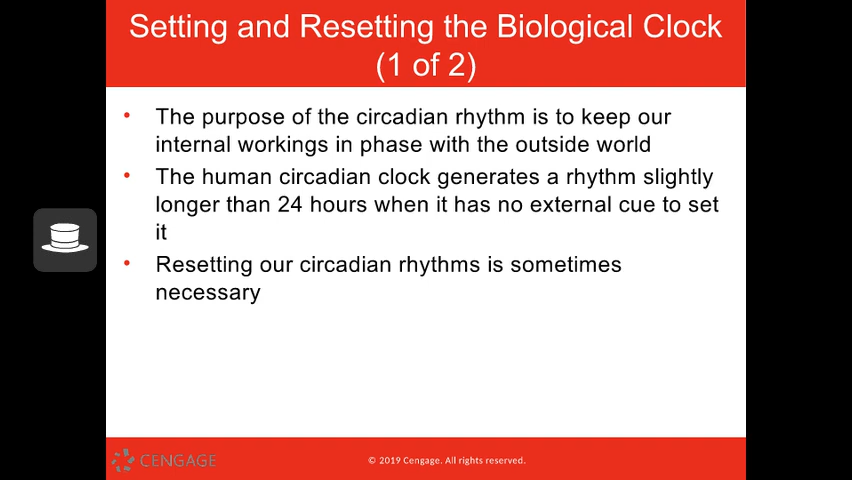 Setting and Resetting the Biological Clock
(1 of 2)
• The purpose of the circadian rhythm is to keep our
internal workings in phase with the outside world
• The human circadian clock generates a rhythm slightly
longer than 24 hours when it has no external cue to set
it
• Resetting our circadian rhythms is sometimes
necessary
CENGAGE
© 2019 Cengage. All rights reserved.